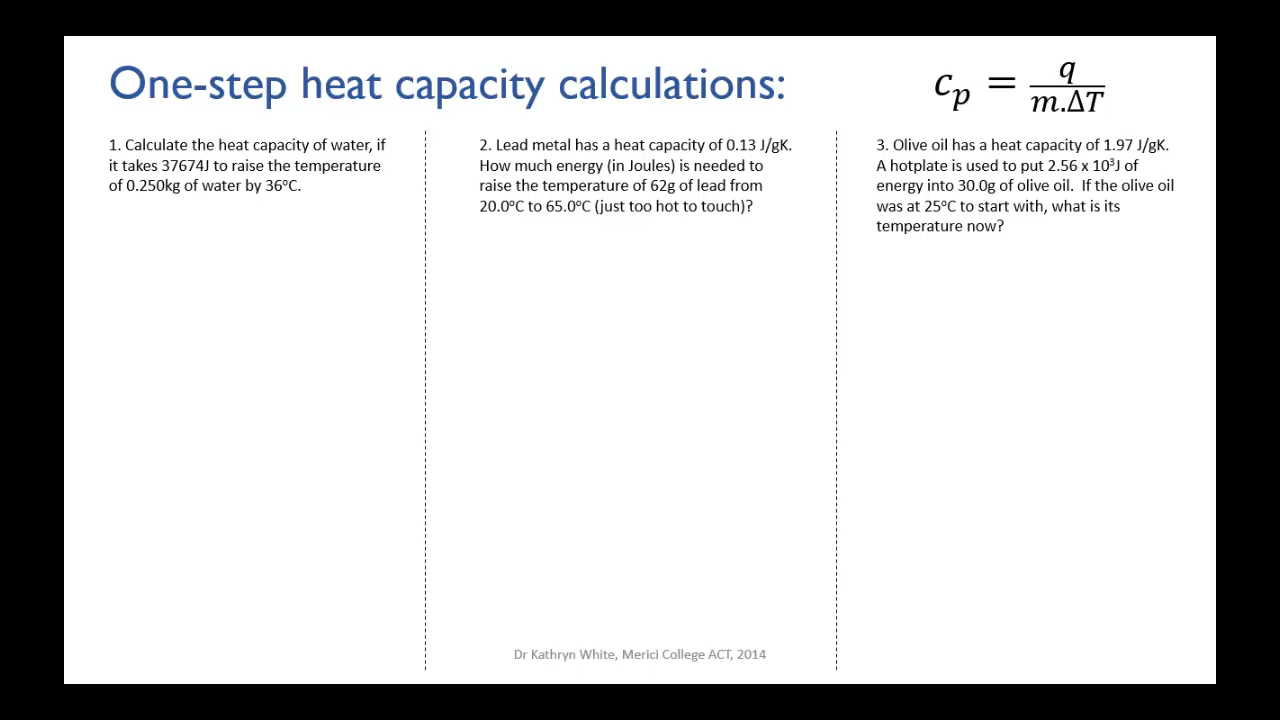 One-step heat capacity calculations:
cₚ = q / m.ΔT
1. Calculate the heat capacity of water, if
it takes 37674J to raise the temperature
of 0.250kg of water by 36ºC.
2. Lead metal has a heat capacity of 0.13 J/gK.
How much energy (in Joules) is needed to
raise the temperature of 62g of lead from
20.0ºC to 65.0ºC (just too hot to touch)?
3. Olive oil has a heat capacity of 1.97 J/gK.
A hotplate is used to put 2.56 x 10³J of
energy into 30.0g of olive oil.  If the olive oil
was at 25ºC to start with, what is its
temperature now?
Dr Kathryn White, Merici College ACT, 2014